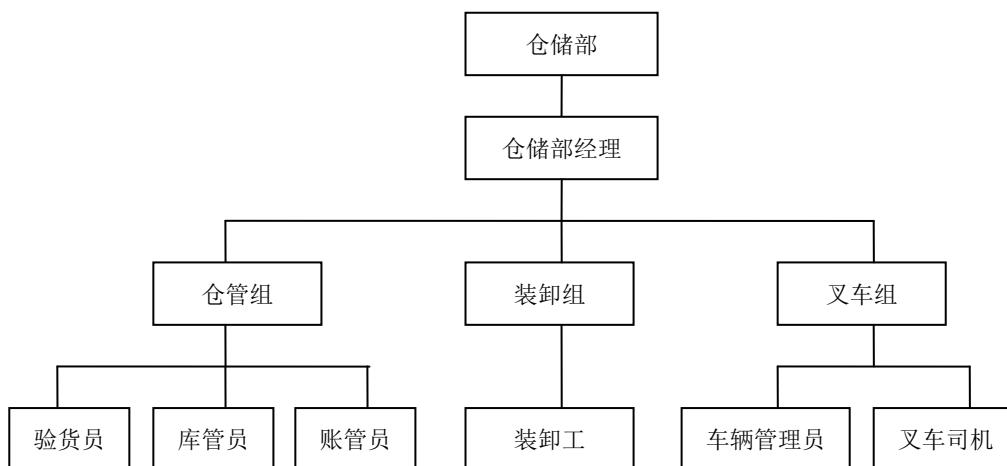 仓储部
仓储部经理
仓管组
装卸组
叉车组
验货员
库管员
账管员
装卸工
车辆管理员
叉车司机